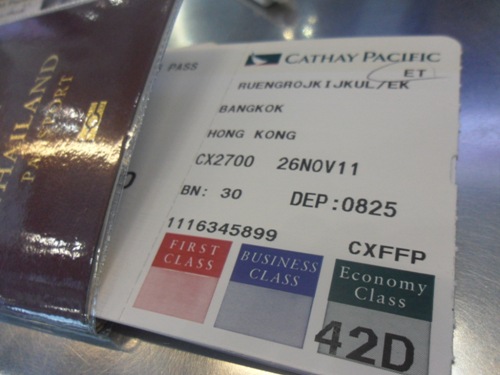 THAILAND
PASSPORT
PASS
CATHAY PACIFIC
ET
RUENGROJKIJKUL/EK
BANGKOK
HONG KONG
CX2700 26NOV11
BN: 30 DEP:0825
1116345899
CXFFP
FIRST CLASS
BUSINESS CLASS
Economy Class
42D